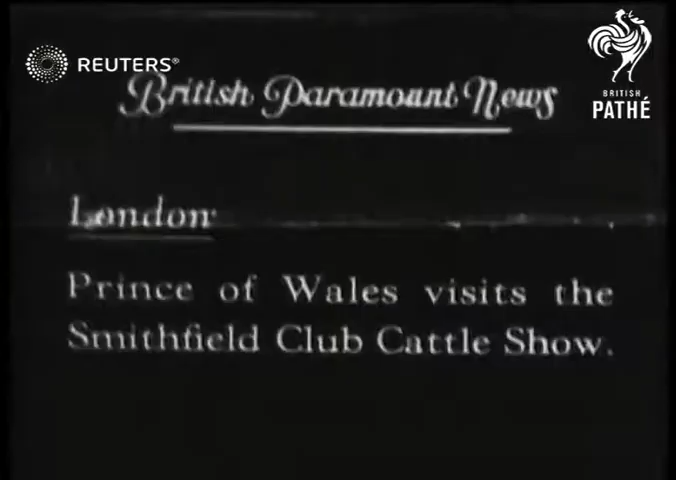 REUTERS®
BRITISH
PATHÉ
British Paramount News
London
Prince of Wales visits the
Smithfield Club Cattle Show.